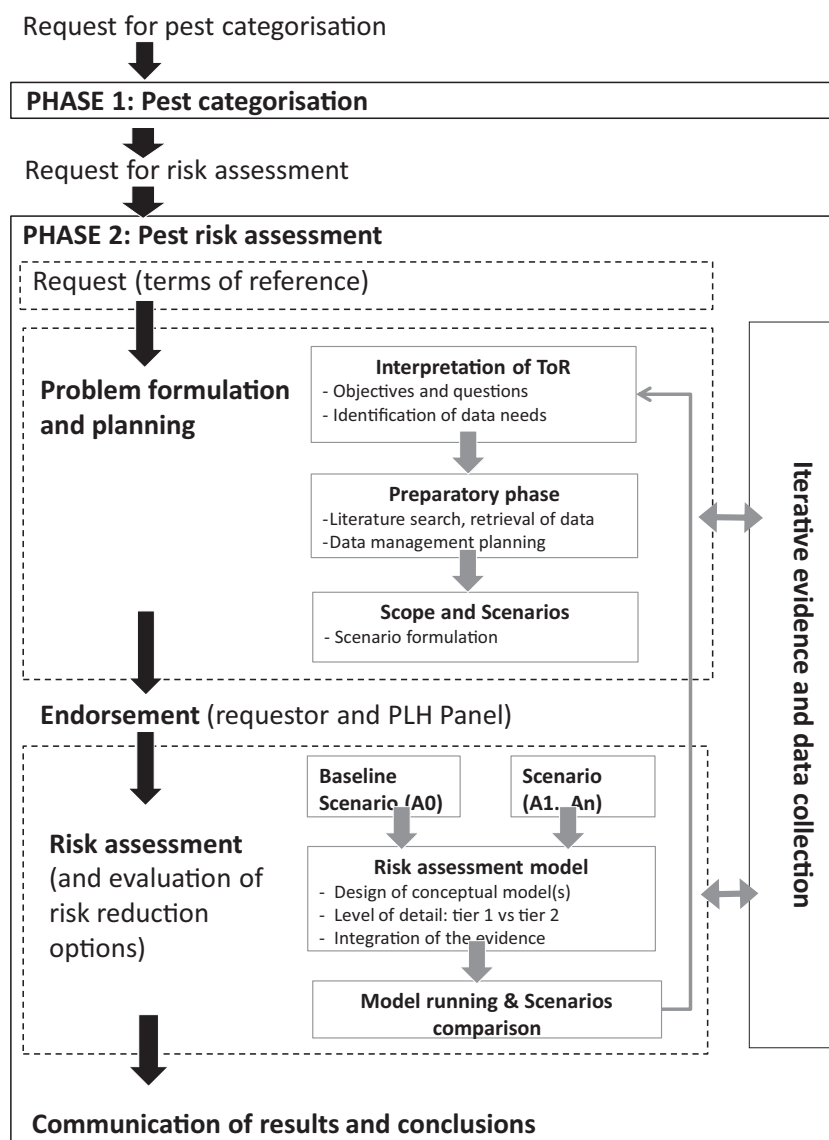 Request for pest categorisation
PHASE 1: Pest categorisation
Request for risk assessment
PHASE 2: Pest risk assessment
Request (terms of reference)
Problem formulation
and planning
Interpretation of ToR
- Objectives and questions
- Identification of data needs
Preparatory phase
-Literature search, retrieval of data
-Data management planning
Scope and Scenarios
- Scenario formulation
Endorsement (requestor and PLH Panel)
Risk assessment
(and evaluation of
risk reduction
options)
Baseline
Scenario (A0)
Scenario
(A1.. An)
Risk assessment model
- Design of conceptual model(s)
- Level of detail: tier 1 vs tier 2
- Integration of the evidence
Model running & Scenarios
comparison
Iterative evidence and data collection
Communication of results and conclusions